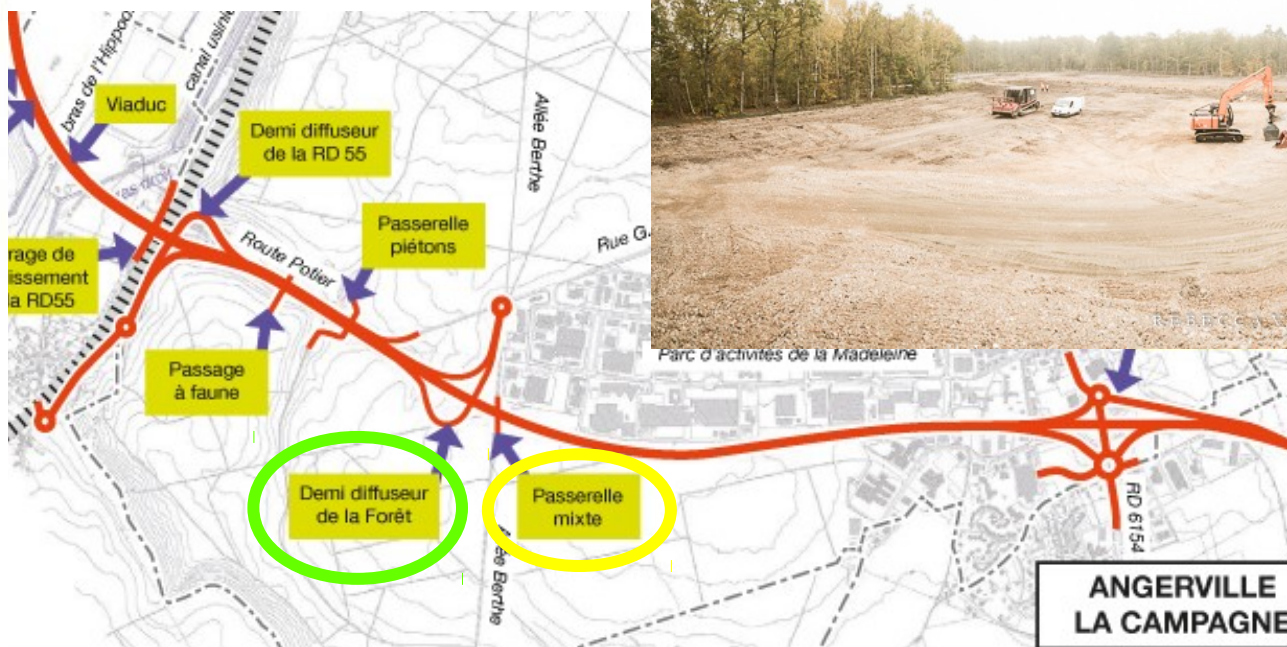 bras de l'Hippod
canal usinier
Viaduc
Demi diffuseur
de la RD 55
Allée Berthe
Passerelle
piétons
Rue G.
Route Potier
rage de
issement
la RD55
Passage
à faune
REBECCA
Parc d'activités de la Madeleine
Demi diffuseur
de la Forêt
Passerelle
mixte
RD 6154
Berthe
ANGERVILLE
LA CAMPAGNE